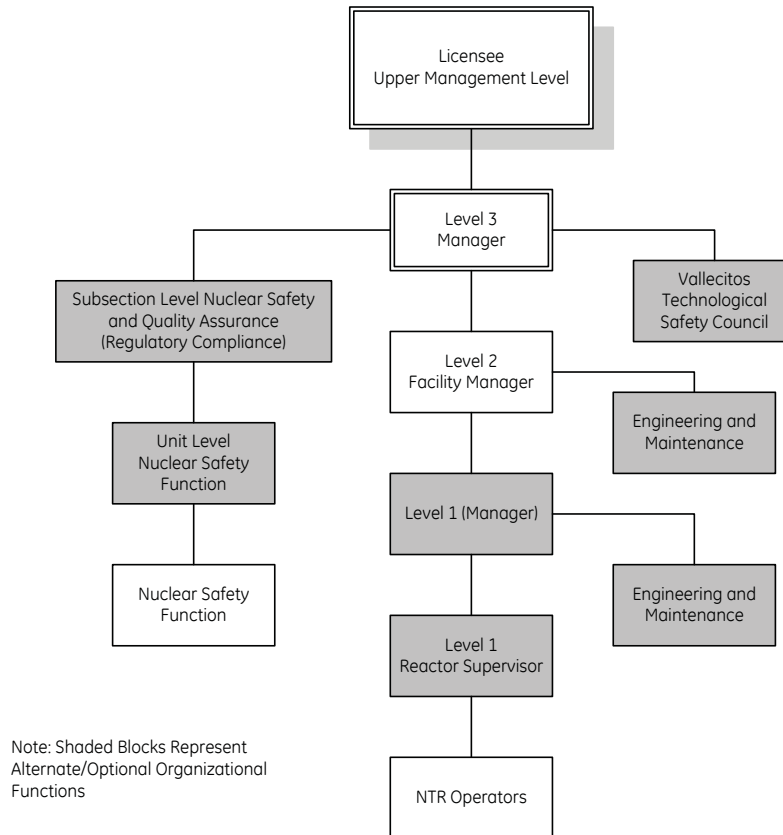 Licensee
Upper Management Level
Level 3
Manager
Subsection Level Nuclear Safety
and Quality Assurance
(Regulatory Compliance)
Vallecitos
Technological
Safety Council
Level 2
Facility Manager
Unit Level
Nuclear Safety
Function
Engineering and
Maintenance
Level 1 (Manager)
Nuclear Safety
Function
Engineering and
Maintenance
Level 1
Reactor Supervisor
Note: Shaded Blocks Represent
Alternate/Optional Organizational
Functions
NTR Operators